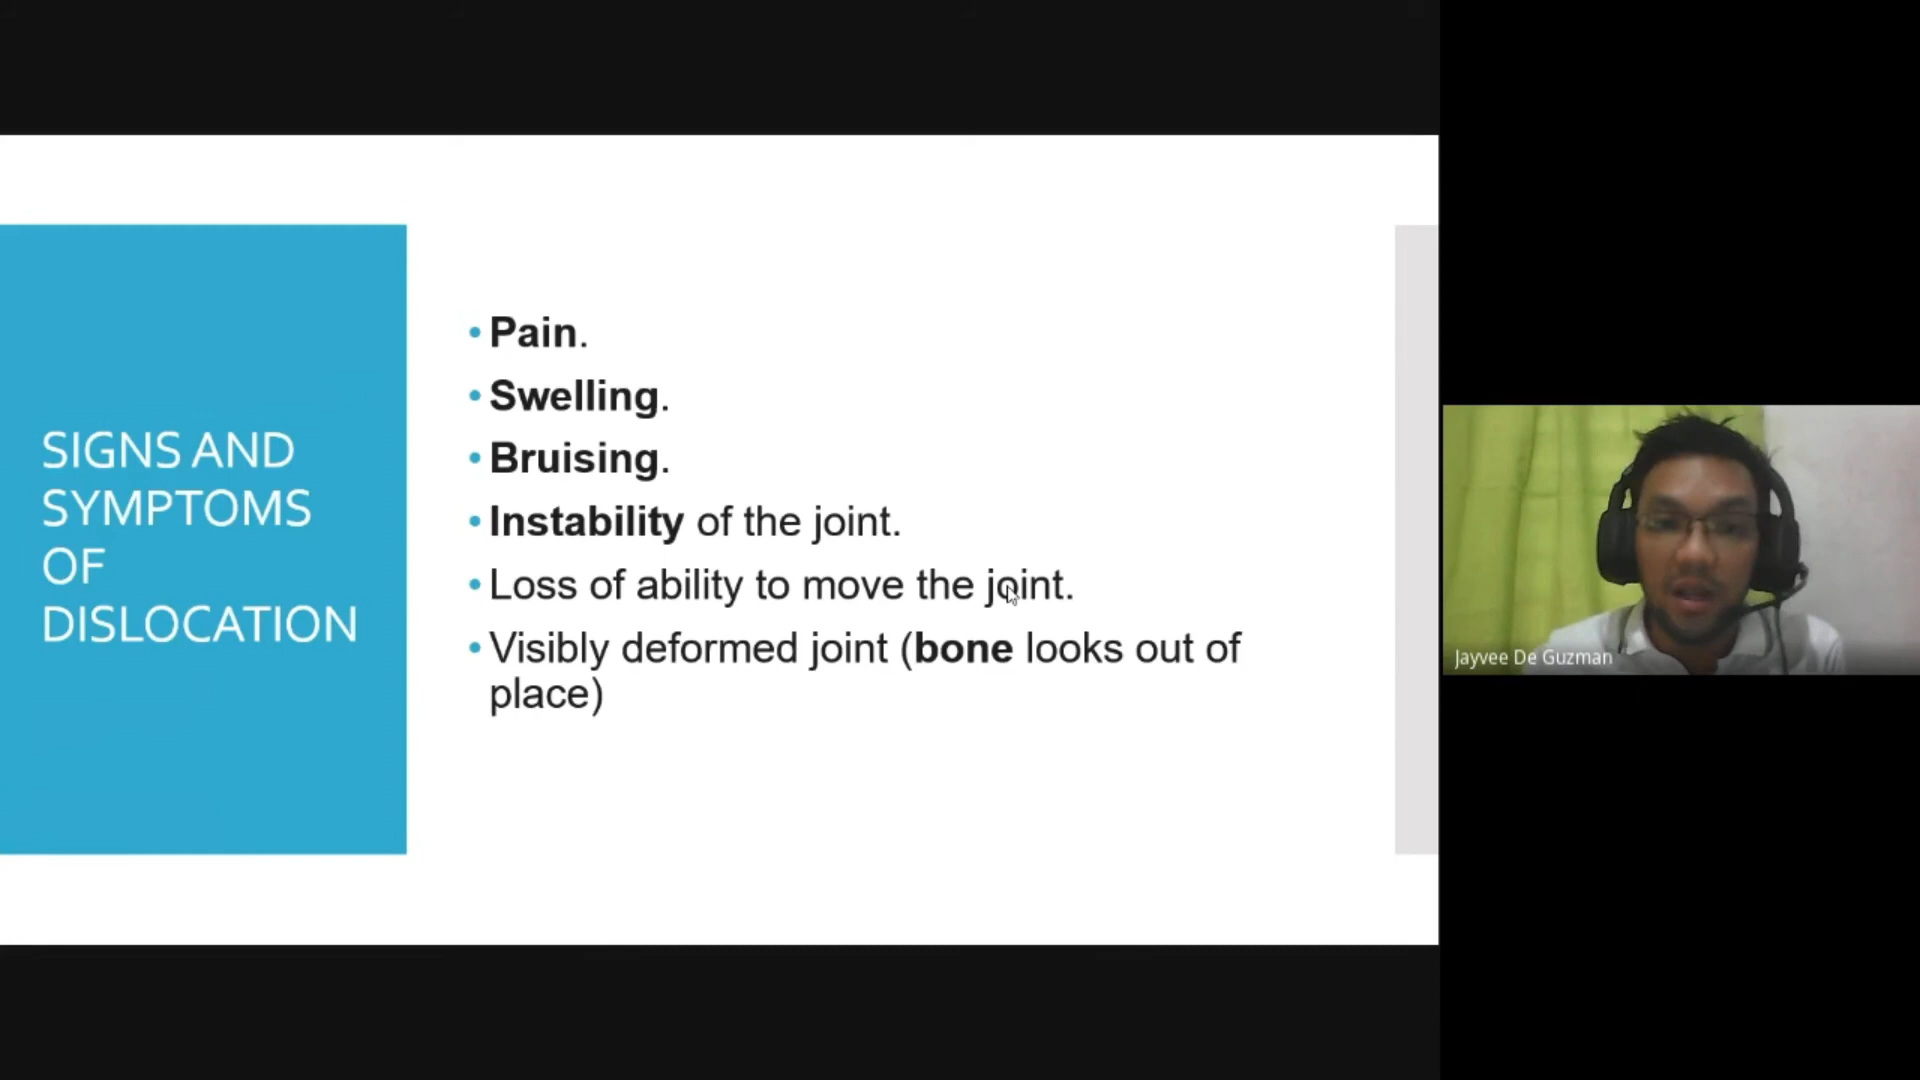 SIGNS AND
SYMPTOMS
OF
DISLOCATION
• Pain.
• Swelling.
• Bruising.
• Instability of the joint.
• Loss of ability to move the joint.
• Visibly deformed joint (bone looks out of
place)
Jayvee De Guzman